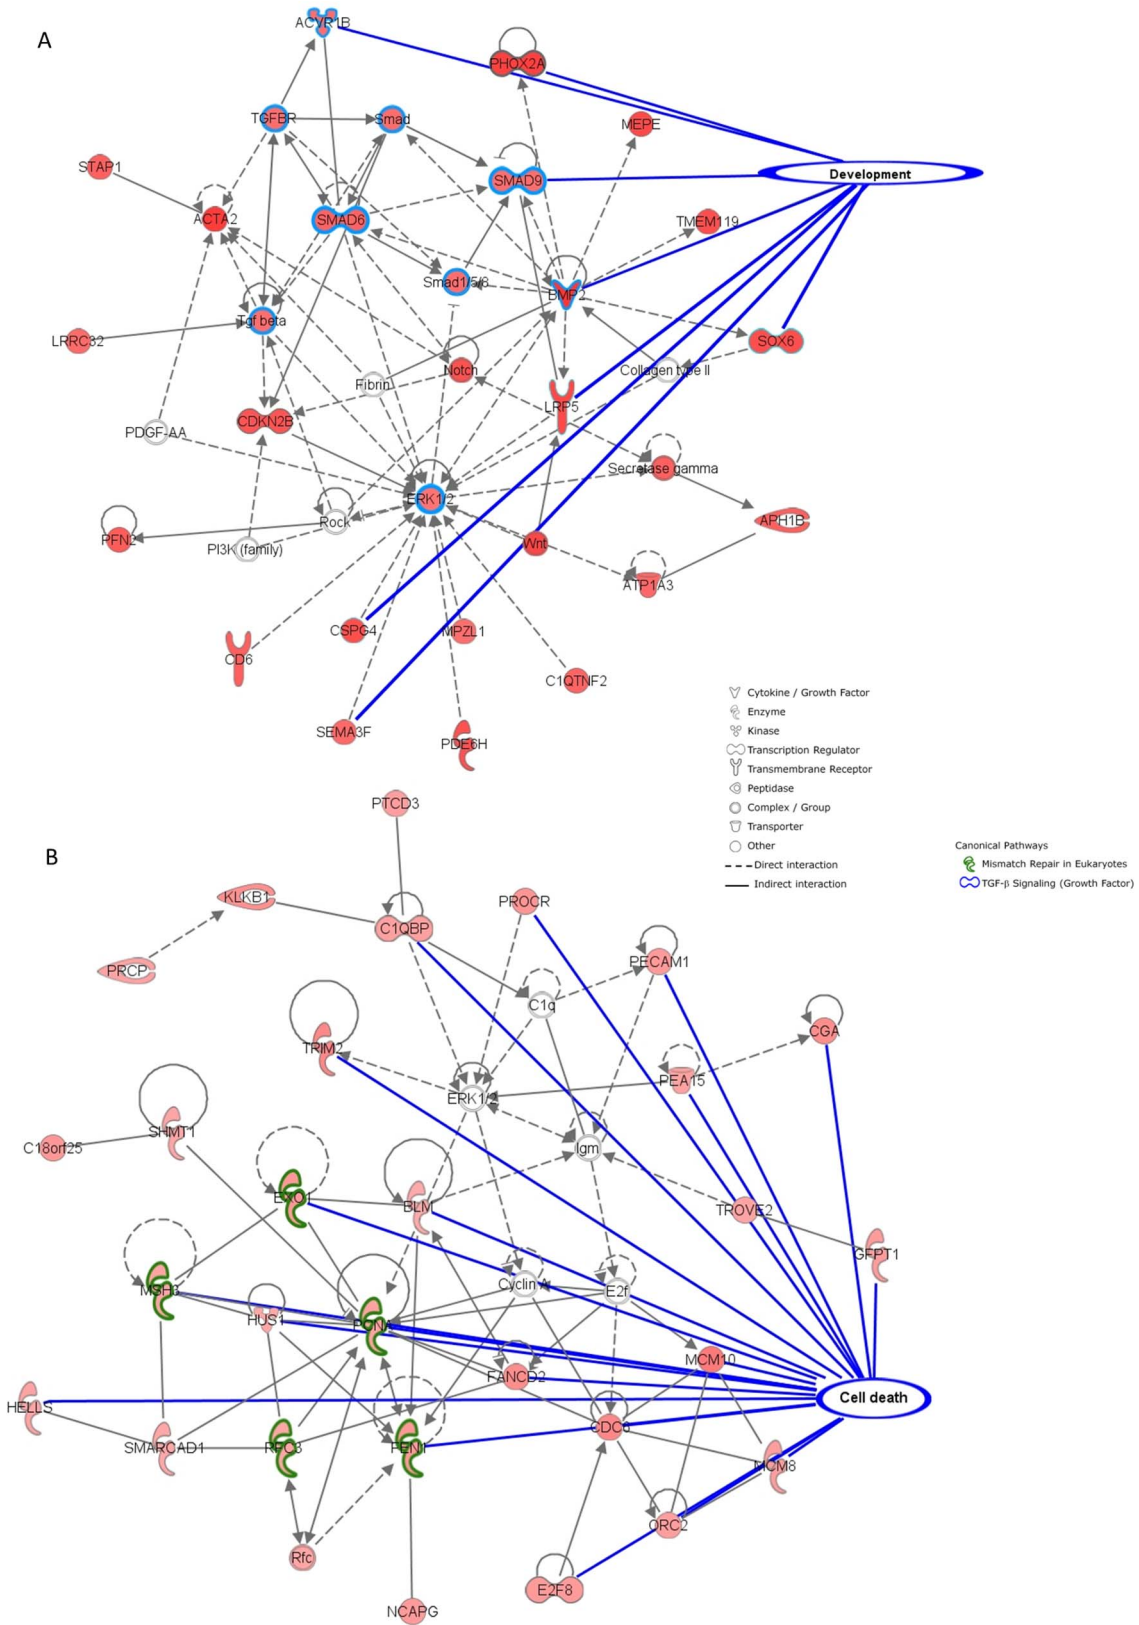 A
ACVR1B
PHOX2A
TGFBR
Smad
MEPE
STAP1
SMAD9
Development
ACTA2
SMAD6
TMEM119
Smad1/5/8
BMP2
Tgf beta
LRRC32
SOX6
Fibrin
Notch
Collagen type II
LRP5
CDKN2B
PDGF-AA
Secretase gamma
ERK1/2
Rock
APH1B
PFN2
PI3K (family)
Wnt
ATP1A3
CSPG4
MPZL1
CD6
C1QTNF2
SEMA3F
PDE6H
Cytokine / Growth Factor
Enzyme
Kinase
Transcription Regulator
Transmembrane Receptor
Peptidase
Complex / Group
Transporter
Other
Direct interaction
Indirect interaction
Canonical Pathways
Mismatch Repair in Eukaryotes
TGF-β Signaling (Growth Factor)
B
PTCD3
KLKB1
PROCR
C1QBP
PRCP
PECAM1
C1q
TRIM2
CGA
PEA15
ERK1/2
SHMT1
C18orf25
Igm
EXO1
BLM
TROVE2
GFPT1
MSH6
Cyclin A
E2f
HUS1
PCNA
MCM10
FANCD2
Cell death
HELLS
CDC6
SMARCAD1
RFC3
FEN1
MCM8
ORC2
Rfc
E2F8
NCAPG